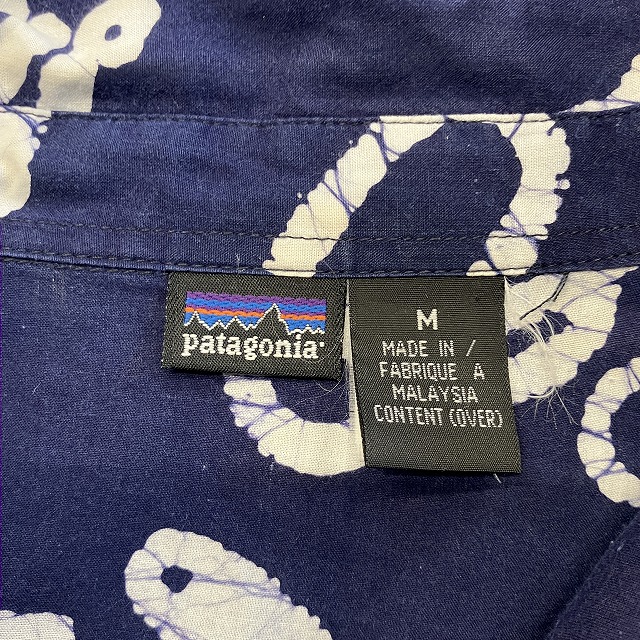 patagonia
M
MADE IN /
FABRIQUE A
MALAYSIA
CONTENT (OVER)